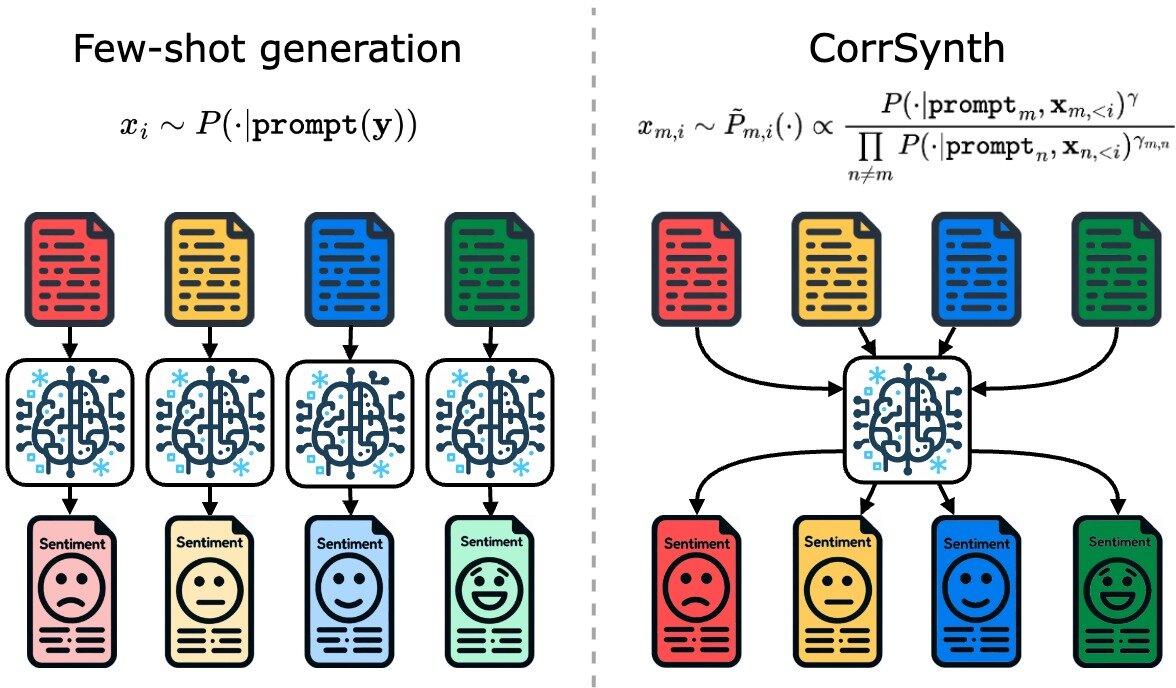 Few-shot generation
x_i ∼ P(·|prompt(y))
Sentiment
Sentiment
Sentiment
Sentiment
CorrSynth
x_{m,i} ∼ P̃_{m,i}(·) ∝ \frac{P(·|prompt_m, x_{m,<i})^γ}{∏_{n≠m} P(·|prompt_n, x_{n,<i})^{γ_{m,n}}}
Sentiment
Sentiment
Sentiment
Sentiment